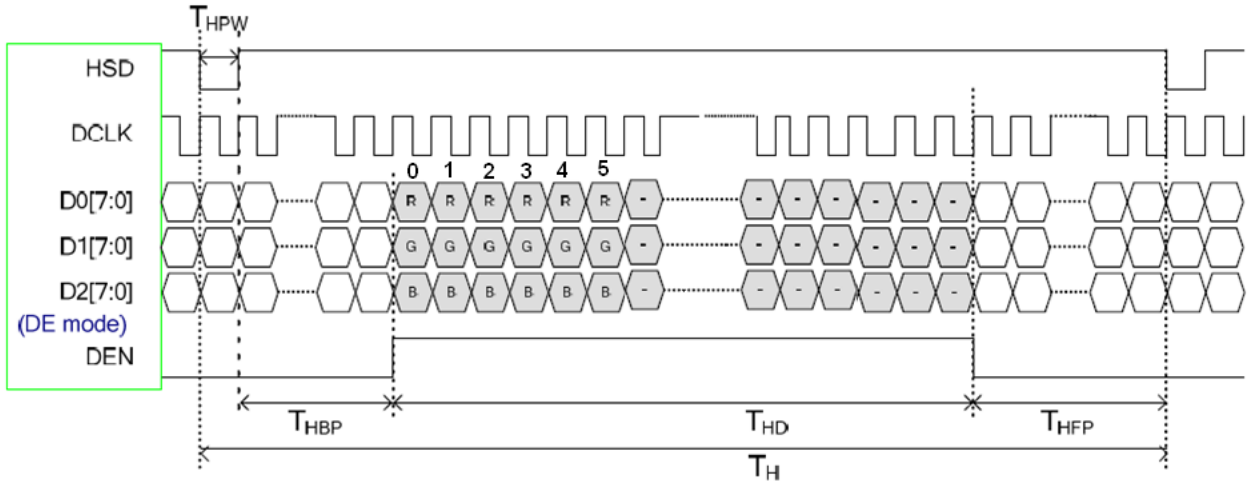 THPW
HSD
DCLK
0 1 2 3 4 5
D0[7:0] R R R R R R - - - - - - -
D1[7:0] G G G G G G - - - - - - -
D2[7:0] B B B B B B - - - - - - -
(DE mode)
DEN
THBP THD THFP
TH